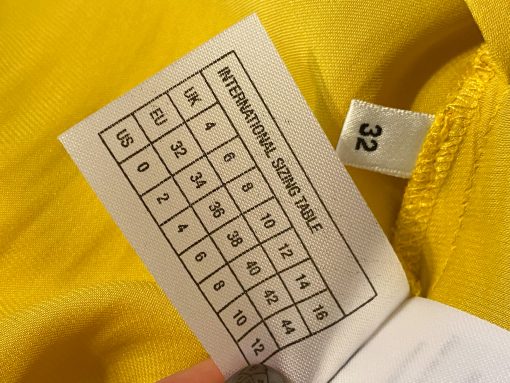 INTERNATIONAL SIZING TABLE
UK 4 6 8 10 12 14 16
EU 32 34 36 38 40 42 44
US 0 2 4 6 8 10 12
32